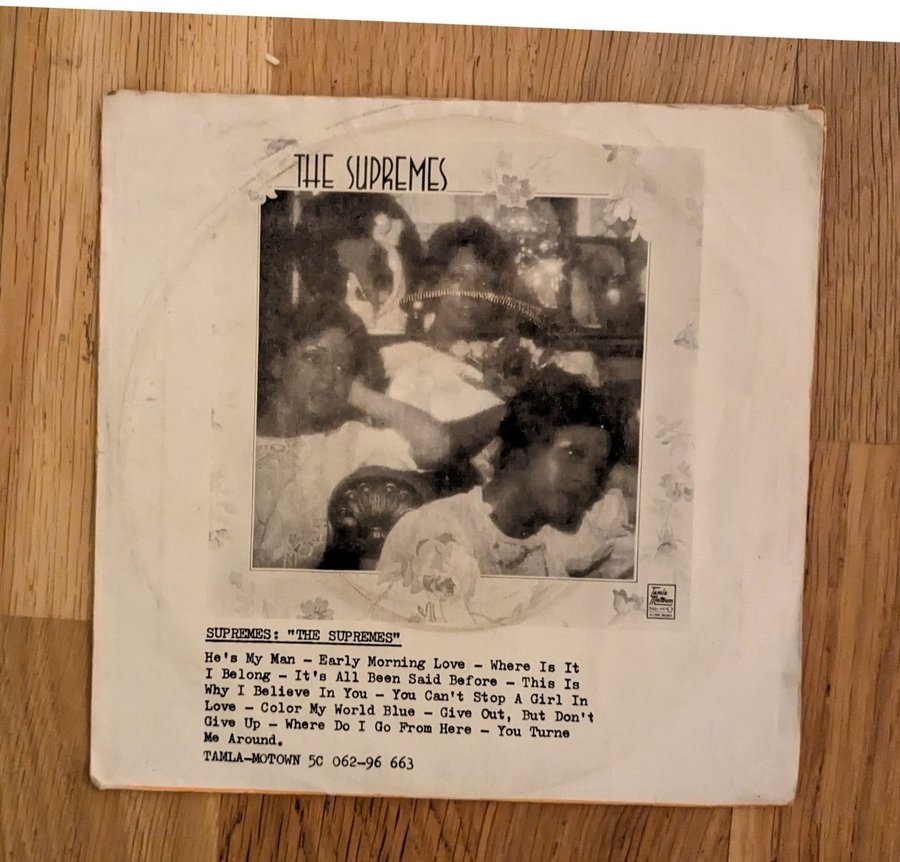 THE SUPREMES
Tamla
Motown
SUPREMES: "THE SUPREMES"
He's My Man - Early Morning Love - Where Is It
I Belong - It's All Been Said Before - This Is
Why I Believe In You - You Can't Stop A Girl In
Love - Color My World Blue - Give Out, But Don't
Give Up - Where Do I Go From Here - You Turne
Me Around.
TAMLA-MOTOWN 5C 062-96 663